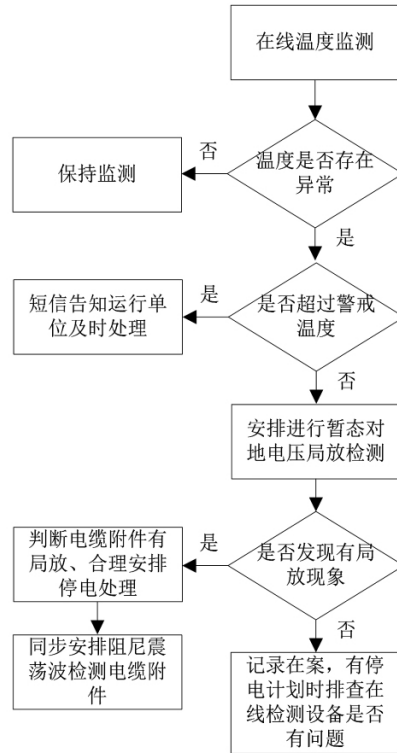 在线温度监测
温度是否存在
异常
否
保持监测
是
是否超过警戒
温度
是
短信告知运行单
位及时处理
否
安排进行暂态对
地电压局放检测
是否发现有局
放现象
是
判断电缆附件有
局放、合理安排
停电处理
同步安排阻尼震
荡波检测电缆附
件
否
记录在案，有停
电计划时排查在
线检测设备是否
有问题